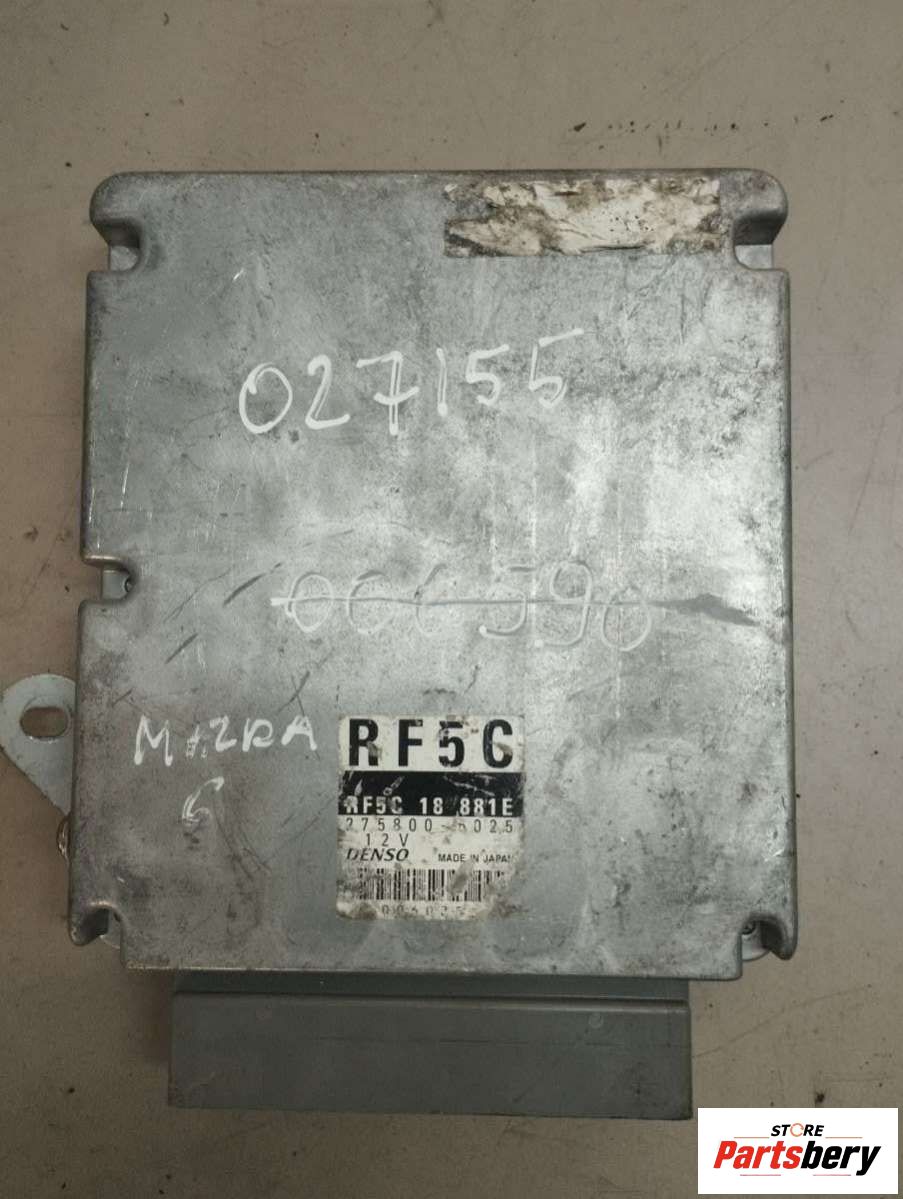 027155
066590
MAZDA
6
RF5C
RF5C 18 881E
275800-5025
12V
DENSO MADE IN JAPAN
STORE
Partsbery